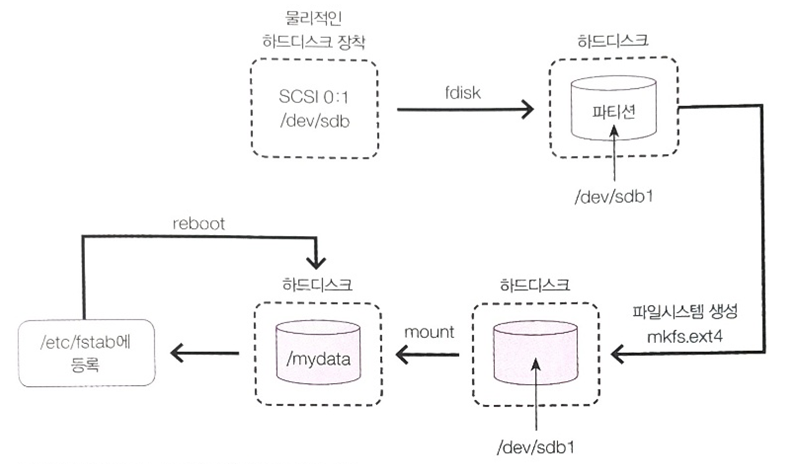 물리적인
하드디스크 장착
SCSI 0:1
/dev/sdb
fdisk
하드디스크
파티션
/dev/sdb1
파일시스템 생성
mkfs.ext4
하드디스크
/dev/sdb1
mount
하드디스크
/mydata
/etc/fstab에
등록
reboot